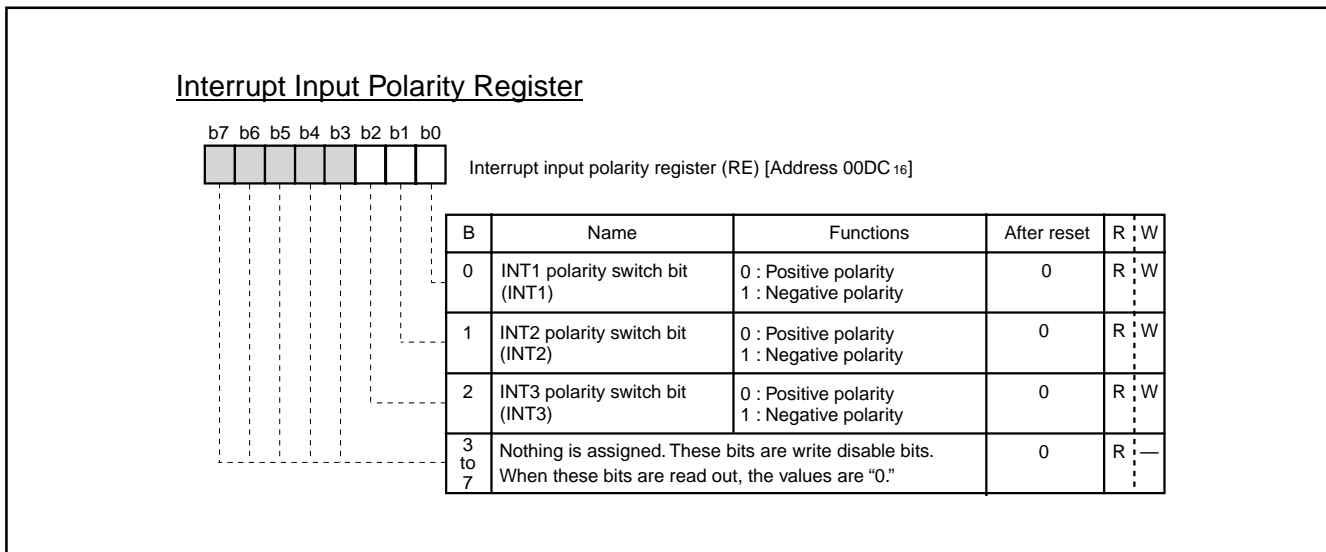 Interrupt Input Polarity Register
b7 b6 b5 b4 b3 b2 b1 b0
Interrupt input polarity register (RE) [Address 00DC 16]
B Name Functions After reset R W
0 INT1 polarity switch bit (INT1) 0 : Positive polarity 0 R W
1 : Negative polarity
1 INT2 polarity switch bit (INT2) 0 : Positive polarity 0 R W
1 : Negative polarity
2 INT3 polarity switch bit (INT3) 0 : Positive polarity 0 R W
1 : Negative polarity
3 to 7 Nothing is assigned. These bits are write disable bits. 0 R —
When these bits are read out, the values are “0.”